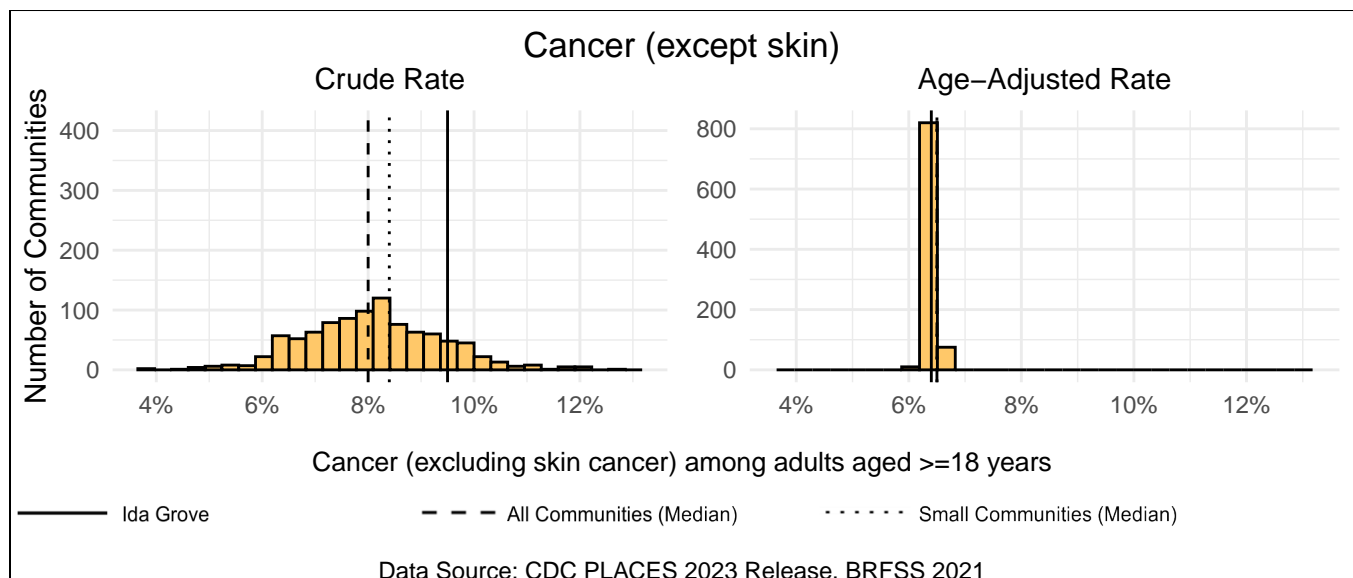 Cancer (except skin)
Crude Rate
Age−Adjusted Rate
Number of Communities
400
300
200
100
0
4%
6%
8%
10%
12%
800
600
400
200
0
4%
6%
8%
10%
12%
Cancer (excluding skin cancer) among adults aged >=18 years
Ida Grove
All Communities (Median)
Small Communities (Median)
Data Source: CDC PLACES 2023 Release, BRFSS 2021